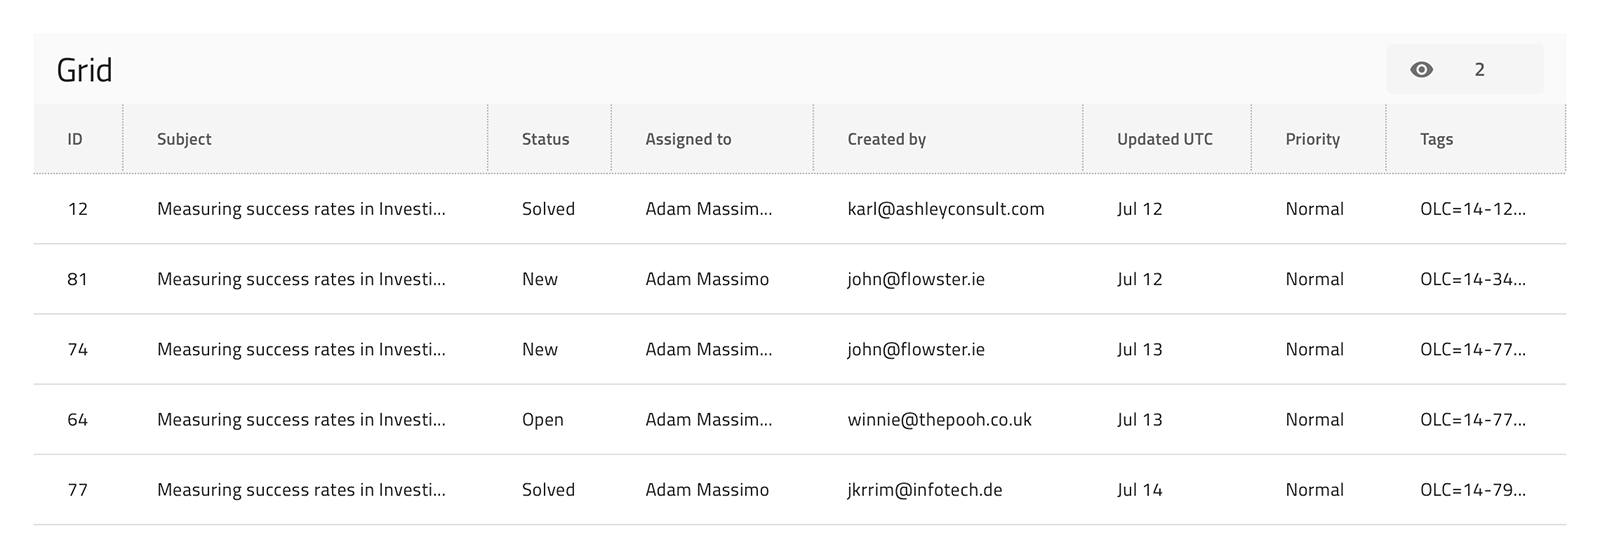 Grid 2
ID Subject Status Assigned to Created by Updated UTC Priority Tags
12 Measuring success rates in Investi... Solved Adam Massim... karl@ashleyconsult.com Jul 12 Normal OLC=14-12...
81 Measuring success rates in Investi... New Adam Massimo john@flowster.ie Jul 12 Normal OLC=14-34...
74 Measuring success rates in Investi... New Adam Massim... john@flowster.ie Jul 13 Normal OLC=14-77...
64 Measuring success rates in Investi... Open Adam Massim... winnie@thepooh.co.uk Jul 13 Normal OLC=14-77...
77 Measuring success rates in Investi... Solved Adam Massimo jkrrim@infotech.de Jul 14 Normal OLC=14-79...